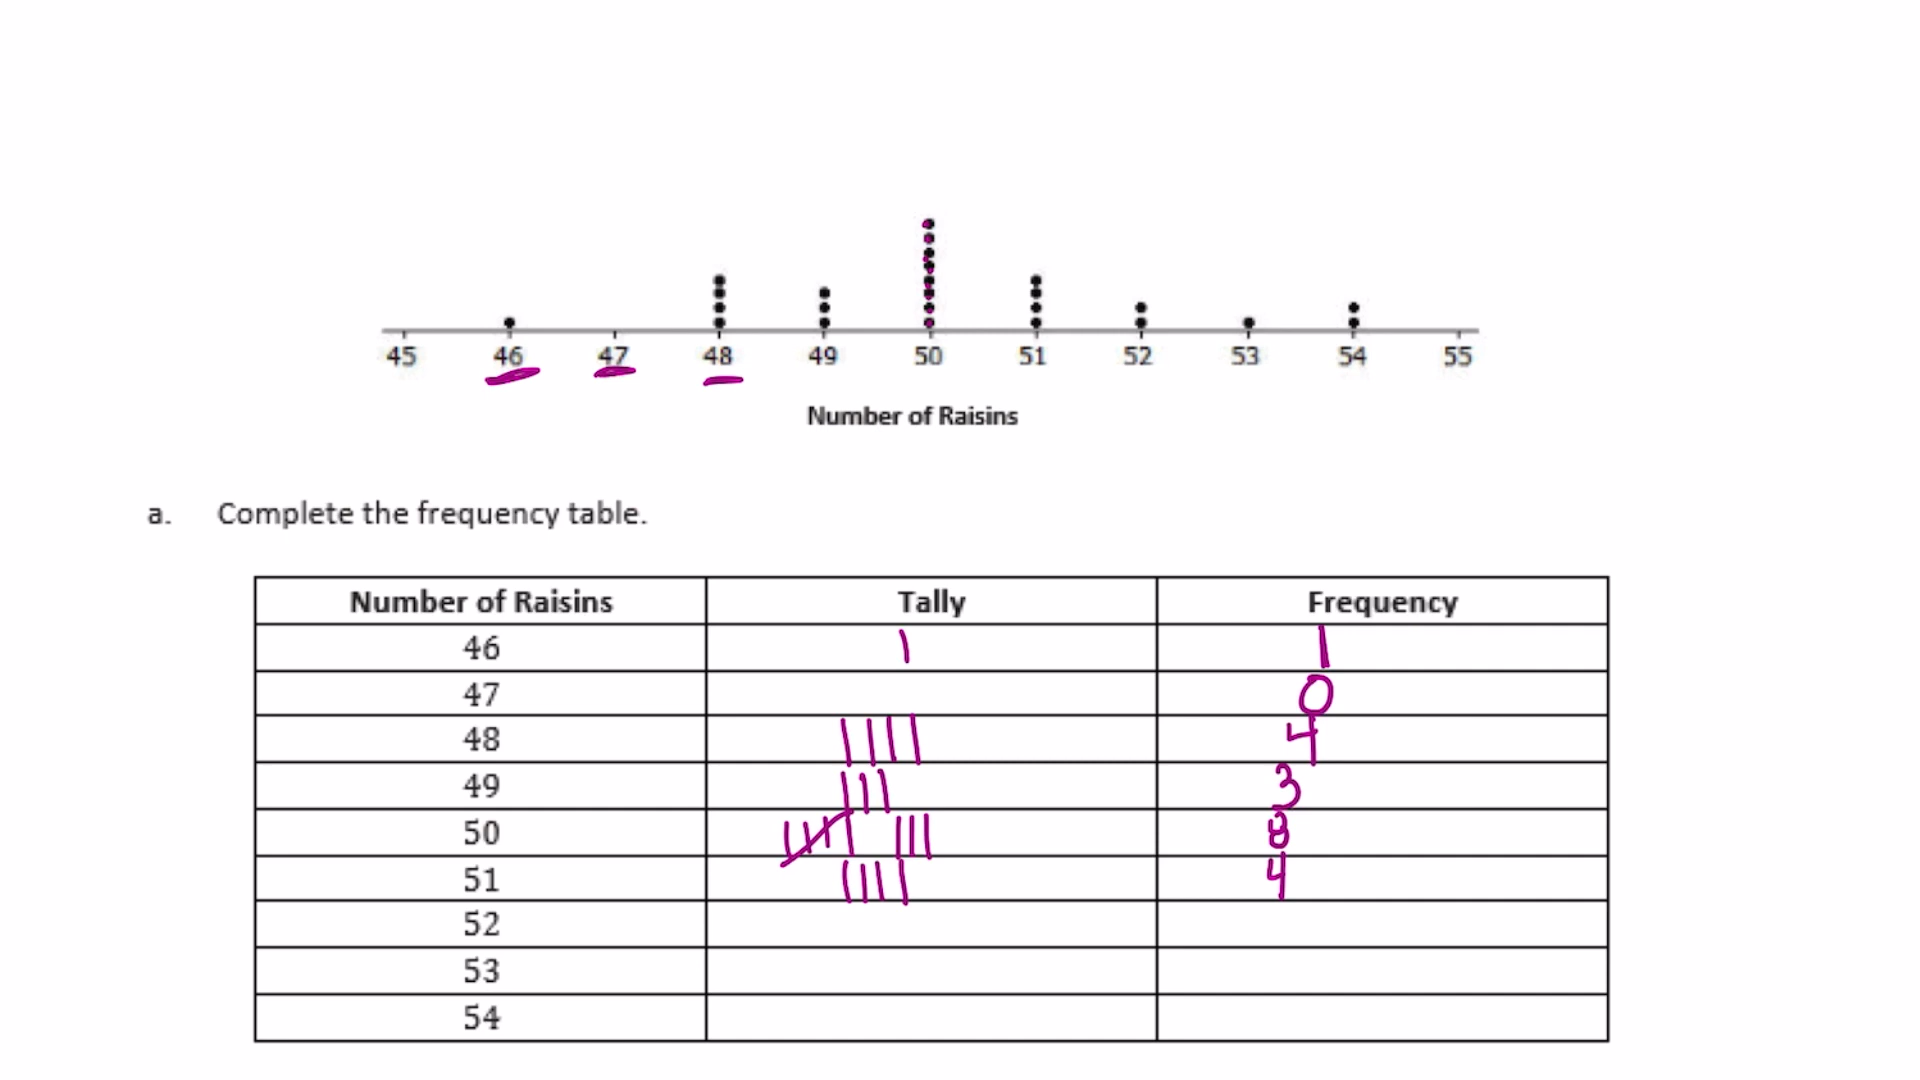 45 46 47 48 49 50 51 52 53 54 55
Number of Raisins
a. Complete the frequency table.
Number of Raisins Tally Frequency
46 | 1
47 0
48 |||| 4
49 ||| 3
50 |||| ||| 8
51 |||| 4
52
53
54